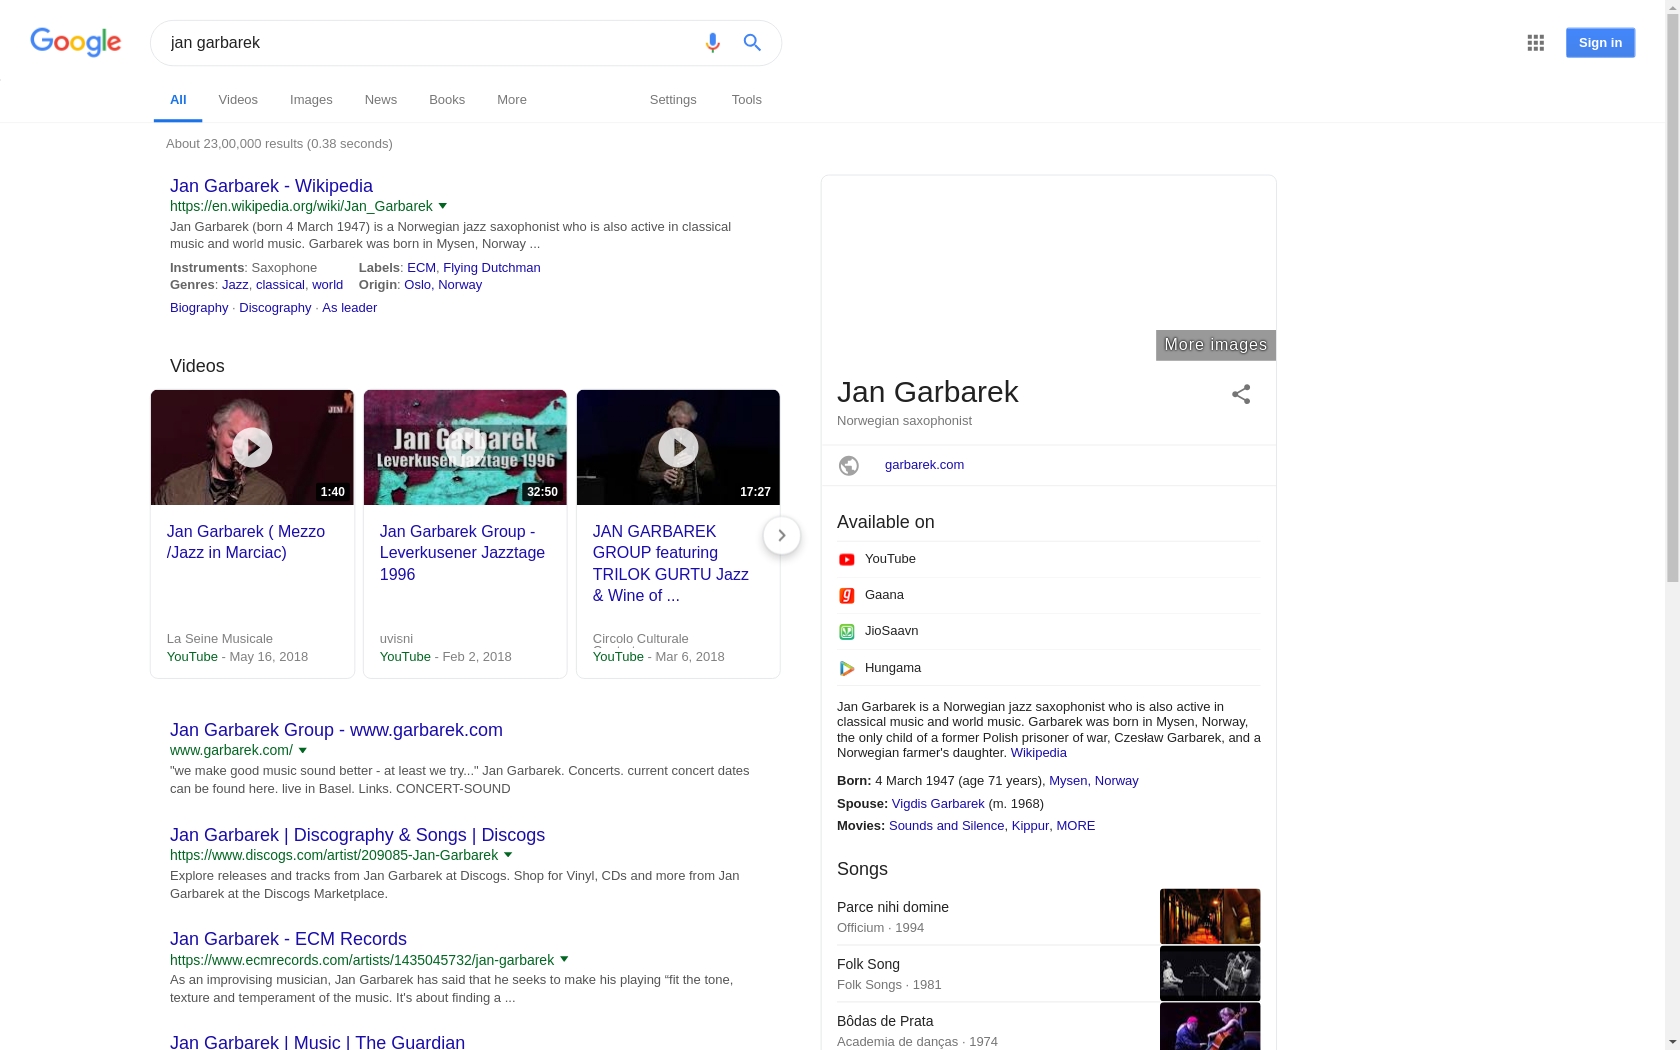 Google
jan garbarek
Sign in
All
Videos
Images
News
Books
More
Settings
Tools
About 23,00,000 results (0.38 seconds)
Jan Garbarek - Wikipedia
https://en.wikipedia.org/wiki/Jan_Garbarek
Jan Garbarek (born 4 March 1947) is a Norwegian jazz saxophonist who is also active in classical
music and world music. Garbarek was born in Mysen, Norway ...
Instruments: Saxophone Labels: ECM, Flying Dutchman
Genres: Jazz, classical, world Origin: Oslo, Norway
Biography · Discography · As leader
Videos
JIM
1:40
Jan Garbarek ( Mezzo
/Jazz in Marciac)
La Seine Musicale
YouTube - May 16, 2018
Jan Garbarek
Leverkusen Jazztage 1996
32:50
Jan Garbarek Group -
Leverkusener Jazztage
1996
uvisni
YouTube - Feb 2, 2018
17:27
JAN GARBAREK
GROUP featuring
TRILOK GURTU Jazz
& Wine of ...
Circolo Culturale
YouTube - Mar 6, 2018
Jan Garbarek Group - www.garbarek.com
www.garbarek.com/
"we make good music sound better - at least we try..." Jan Garbarek. Concerts. current concert dates
can be found here. live in Basel. Links. CONCERT-SOUND
Jan Garbarek | Discography & Songs | Discogs
https://www.discogs.com/artist/209085-Jan-Garbarek
Explore releases and tracks from Jan Garbarek at Discogs. Shop for Vinyl, CDs and more from Jan
Garbarek at the Discogs Marketplace.
Jan Garbarek - ECM Records
https://www.ecmrecords.com/artists/1435045732/jan-garbarek
As an improvising musician, Jan Garbarek has said that he seeks to make his playing “fit the tone,
texture and temperament of the music. It's about finding a ...
Jan Garbarek | Music | The Guardian
More images
Jan Garbarek
Norwegian saxophonist
garbarek.com
Available on
YouTube
Gaana
JioSaavn
Hungama
Jan Garbarek is a Norwegian jazz saxophonist who is also active in
classical music and world music. Garbarek was born in Mysen, Norway,
the only child of a former Polish prisoner of war, Czesław Garbarek, and a
Norwegian farmer's daughter. Wikipedia
Born: 4 March 1947 (age 71 years), Mysen, Norway
Spouse: Vigdis Garbarek (m. 1968)
Movies: Sounds and Silence, Kippur, MORE
Songs
Parce nihi domine
Officium · 1994
Folk Song
Folk Songs · 1981
Bôdas de Prata
Academia de danças · 1974